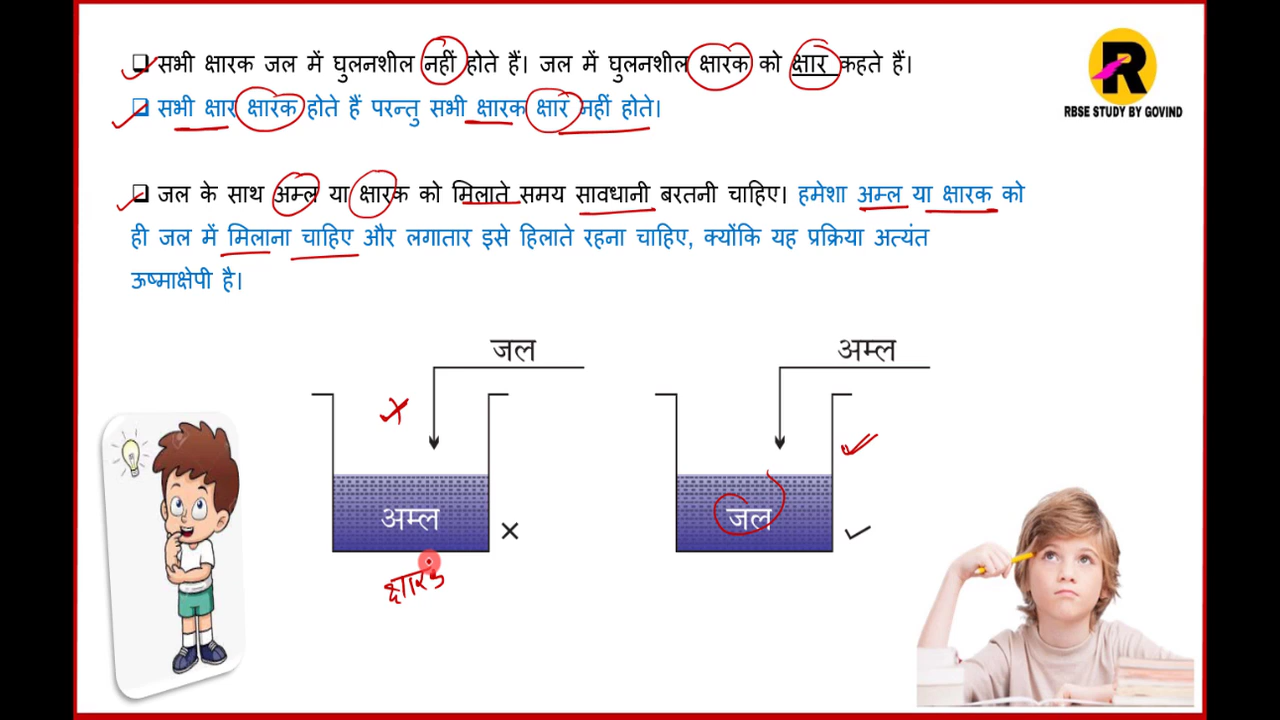 ❑ सभी क्षारक जल में घुलनशील नहीं होते हैं। जल में घुलनशील क्षारक को क्षार कहते हैं।
❑ सभी क्षार क्षारक होते हैं परन्तु सभी क्षारक क्षार नहीं होते।
RBSE STUDY BY GOVIND
❑ जल के साथ अम्ल या क्षारक को मिलाते समय सावधानी बरतनी चाहिए। हमेशा अम्ल या क्षारक को
ही जल में मिलाना चाहिए और लगातार इसे हिलाते रहना चाहिए, क्योंकि यह प्रक्रिया अत्यंत
ऊष्माक्षेपी है।
जल
अम्ल
अम्ल
जल